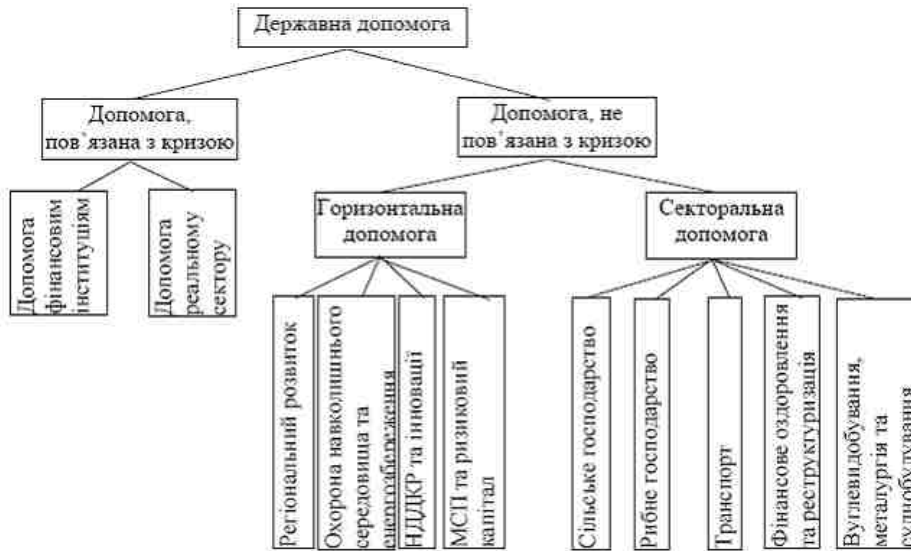 Державна допомога
Допомога,
пов`язана з кризою
Допомога, не
пов`язана з кризою
Допомога
фінансовим
інституціям
Допомога
реальному
сектору
Горизонтальна
допомога
Секторальна
допомога
Регіональний розвиток
Охорона навколишнього
середовища та
енергозбереження
НДДКР та інновації
МСП та ризиковий
капітал
Сільське господарство
Рибне господарство
Транспорт
Фінансове оздоровлення
та реструктуризація
Вуглевидобування,
металургія та
суднобудування